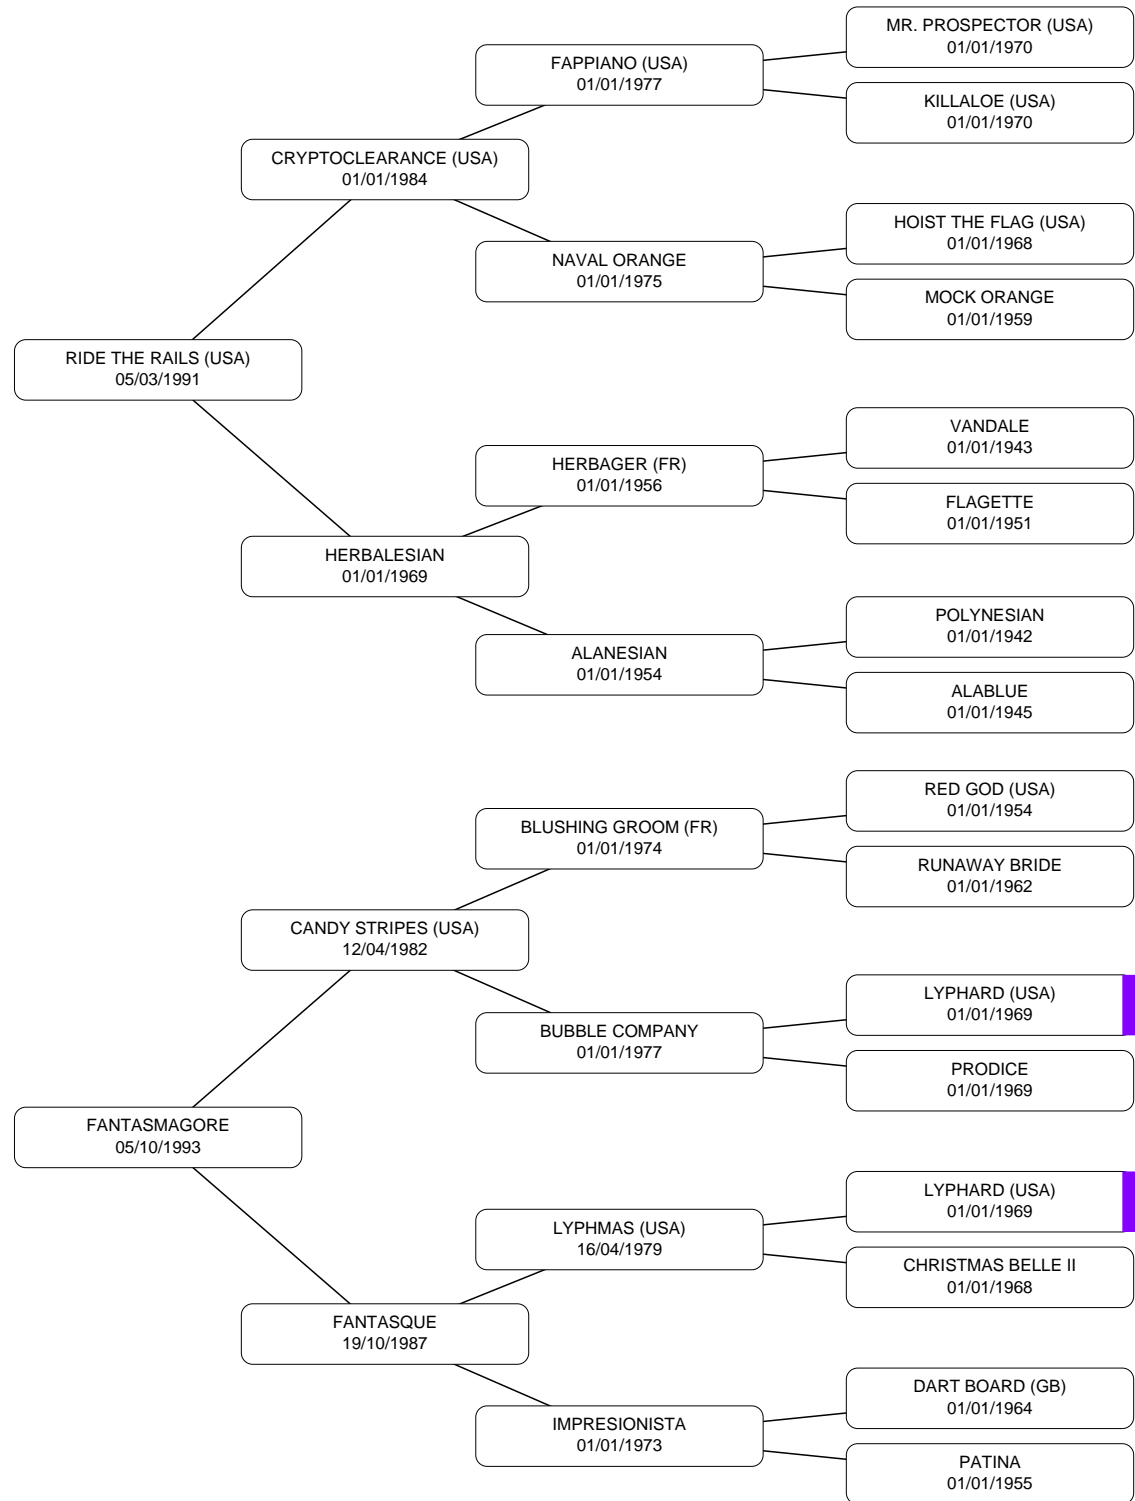 MR. PROSPECTOR (USA)
01/01/1970
FAPPIANO (USA)
01/01/1977
KILLALOE (USA)
01/01/1970
CRYPTOCLEARANCE (USA)
01/01/1984
HOIST THE FLAG (USA)
01/01/1968
NAVAL ORANGE
01/01/1975
MOCK ORANGE
01/01/1959
RIDE THE RAILS (USA)
05/03/1991
VANDALE
01/01/1943
HERBAGER (FR)
01/01/1956
FLAGETTE
01/01/1951
HERBALESIAN
01/01/1969
POLYNESIAN
01/01/1942
ALANESIAN
01/01/1954
ALABLUE
01/01/1945
RED GOD (USA)
01/01/1954
BLUSHING GROOM (FR)
01/01/1974
RUNAWAY BRIDE
01/01/1962
CANDY STRIPES (USA)
12/04/1982
LYPHARD (USA)
01/01/1969
BUBBLE COMPANY
01/01/1977
PRODICE
01/01/1969
FANTASMAGORE
05/10/1993
LYPHARD (USA)
01/01/1969
LYPHMAS (USA)
16/04/1979
CHRISTMAS BELLE II
01/01/1968
FANTASQUE
19/10/1987
DART BOARD (GB)
01/01/1964
IMPRESIONISTA
01/01/1973
PATINA
01/01/1955